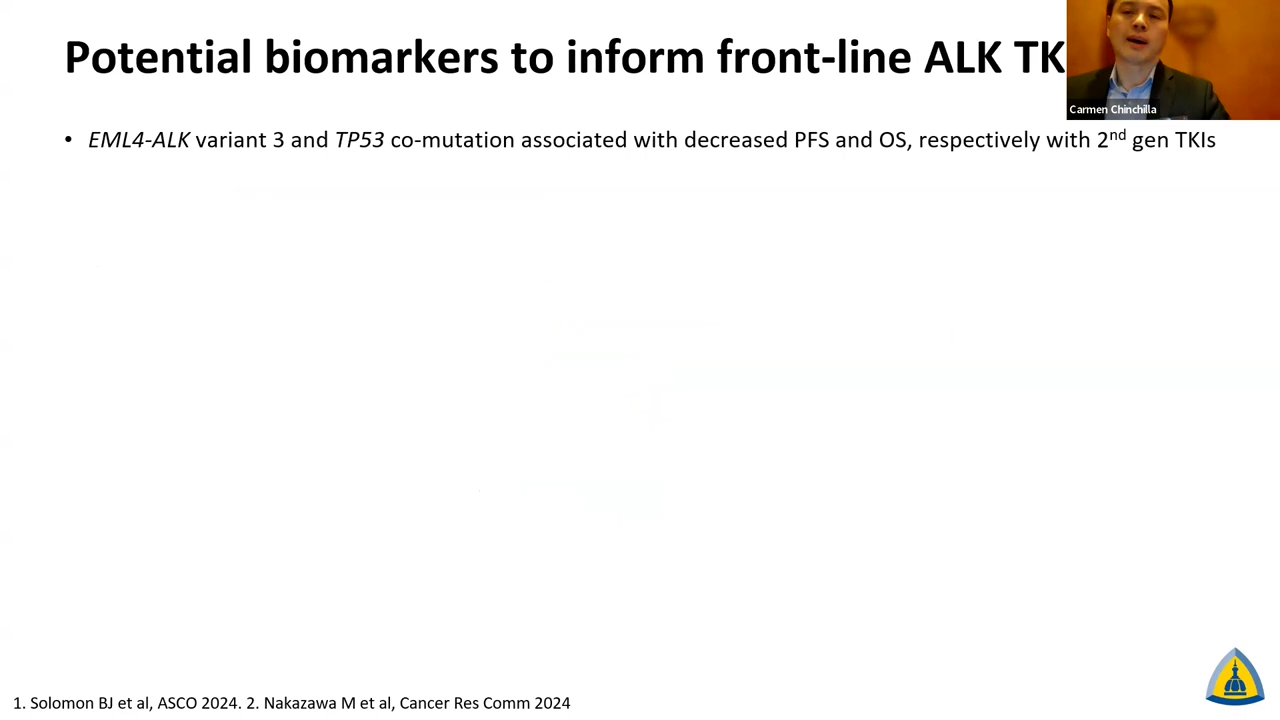 Potential biomarkers to inform front-line ALK TK
Carmen Chinchilla
• EML4-ALK variant 3 and TP53 co-mutation associated with decreased PFS and OS, respectively with 2nd gen TKIs
1. Solomon BJ et al, ASCO 2024. 2. Nakazawa M et al, Cancer Res Comm 2024